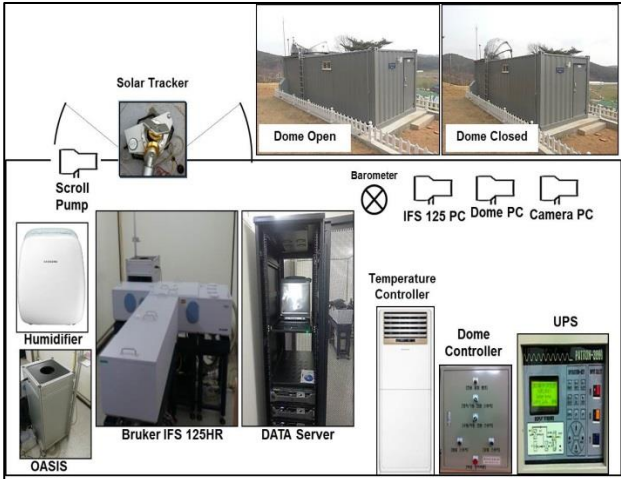 Solar Tracker
Dome Open
Dome Closed
Scroll
Pump
Barometer
IFS 125 PC
Dome PC
Camera PC
Temperature
Controller
Dome
Controller
UPS
Humidifier
OASIS
Bruker IFS 125HR
DATA Server